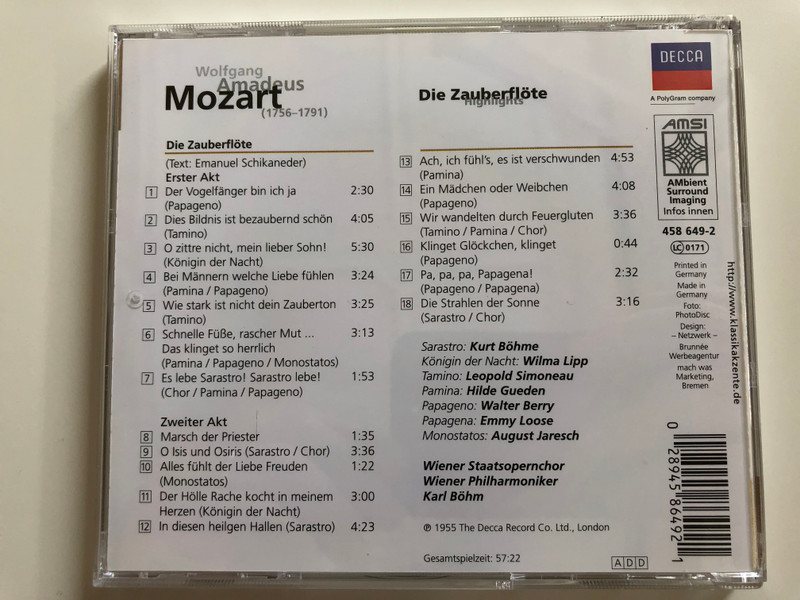 Wolfgang
Amadeus
Mozart
(1756–1791)
Die Zauberflöte
(Text: Emanuel Schikaneder)
Erster Akt
1 Der Vogelfänger bin ich ja 2:30
(Papageno)
2 Dies Bildnis ist bezaubernd schön 4:05
(Tamino)
3 O zittre nicht, mein lieber Sohn! 5:30
(Königin der Nacht)
4 Bei Männern welche Liebe fühlen 3:24
(Pamina / Papageno)
5 Wie stark ist nicht dein Zauberton 3:25
(Tamino)
6 Schnelle Füße, rascher Mut ... 3:13
Das klinget so herrlich
(Pamina / Papageno / Monostatos)
7 Es lebe Sarastro! Sarastro lebe! 1:53
(Chor / Pamina / Papageno)
Zweiter Akt
8 Marsch der Priester 1:35
9 O Isis und Osiris (Sarastro / Chor) 3:36
10 Alles fühlt der Liebe Freuden 1:22
(Monostatos)
11 Der Hölle Rache kocht in meinem 3:00
Herzen (Königin der Nacht)
12 In diesen heilgen Hallen (Sarastro) 4:23
Die Zauberflöte
Highlights
13 Ach, ich fühl's, es ist verschwunden 4:53
(Pamina)
14 Ein Mädchen oder Weibchen 4:08
(Papageno)
15 Wir wandelten durch Feuergluten 3:36
(Tamino / Pamina / Chor)
16 Klinget Glöckchen, klinget 0:44
(Papageno)
17 Pa, pa, pa, Papagena! 2:32
(Papageno / Papagena)
18 Die Strahlen der Sonne 3:16
(Sarastro / Chor)
Sarastro: Kurt Böhme
Königin der Nacht: Wilma Lipp
Tamino: Leopold Simoneau
Pamina: Hilde Gueden
Papageno: Walter Berry
Papagena: Emmy Loose
Monostatos: August Jaresch
Wiener Staatsopernchor
Wiener Philharmoniker
Karl Böhm
℗ 1955 The Decca Record Co. Ltd., London
Gesamtspielzeit: 57:22
ADD
DECCA
A PolyGram company
AMSI
AMbient
Surround
Imaging
Infos innen
458 649-2
LC 0171
Printed in
Germany
Made in
Germany
Foto:
PhotoDisc
Design:
– Netzwerk –
Brunnée
Werbeagentur
mach was
Marketing,
Bremen
http://www.klassikakzente.de
0 28945 86492 1